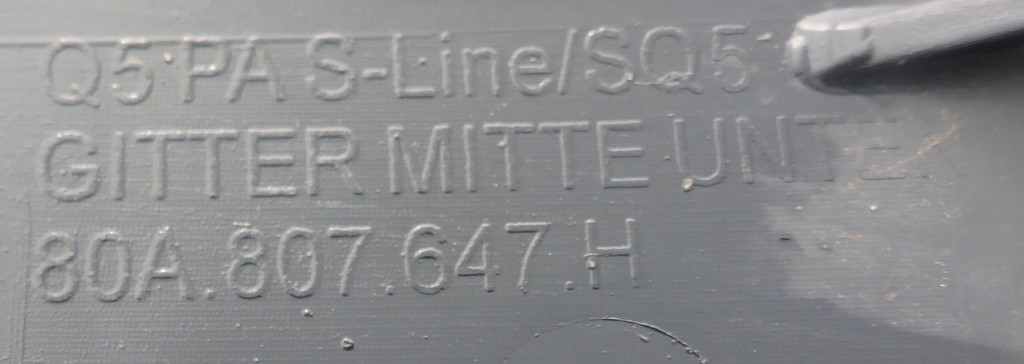 Q5 PA S-Line/SQ5
GITTER MITTE UNTEN
80A.807.647.H